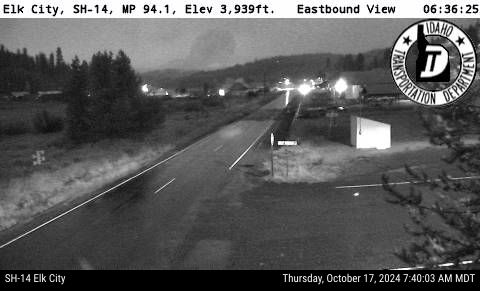 Elk City, SH-14, MP 94.1, Elev 3,939ft. Eastbound View 06:36:25
IDAHO
TRANSPORTATION DEPARTMENT
SH-14 Elk City Thursday, October 17, 2024 7:40:03 AM MDT